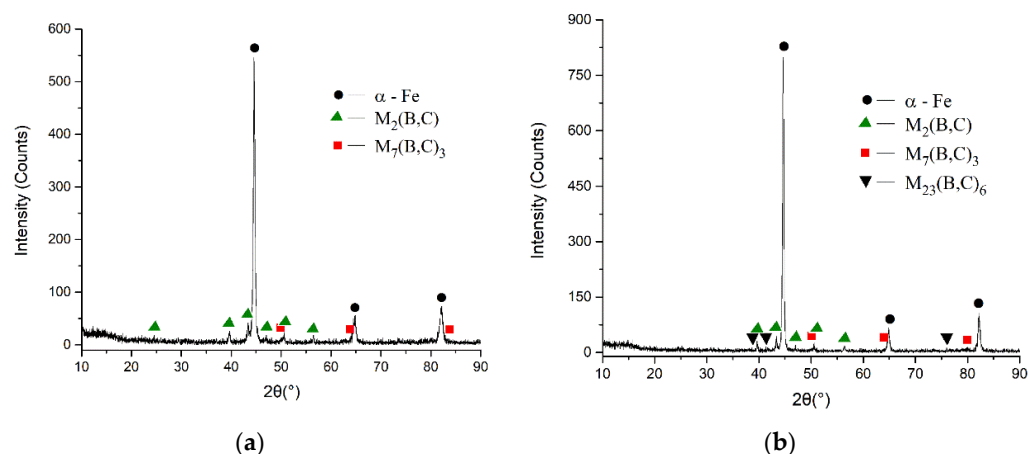 600
500
400
300
200
100
0
10 20 30 40 50 60 70 80 90
Intensity (Counts)
2θ(°)
α - Fe
M₂(B,C)
M₇(B,C)₃
(a)
900
750
600
450
300
150
0
10 20 30 40 50 60 70 80 90
Intensity (Counts)
2θ(°)
α - Fe
M₂(B,C)
M₇(B,C)₃
M₂₃(B,C)₆
(b)